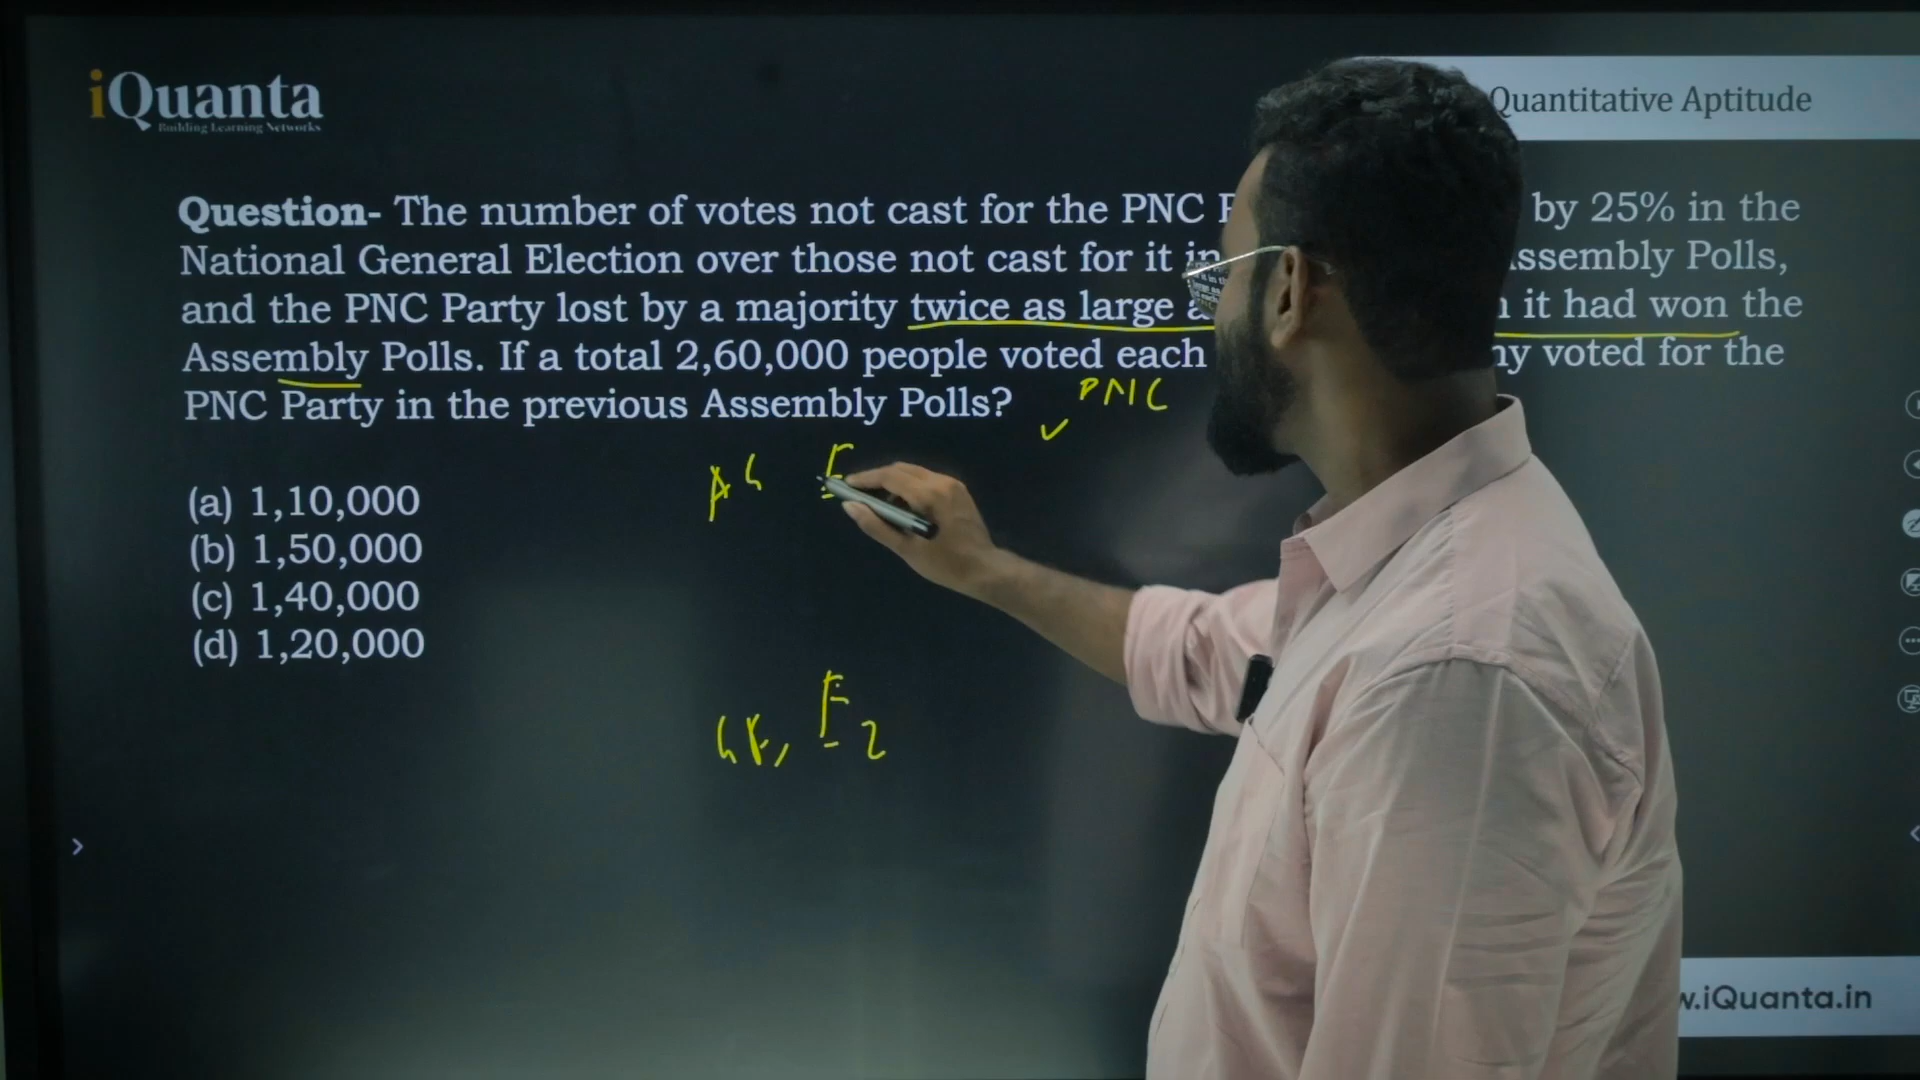 iQuanta
Building Learning Networks
Quantitative Aptitude
Question- The number of votes not cast for the PNC by 25% in the
National General Election over those not cast for it in Assembly Polls,
and the PNC Party lost by a majority twice as large it had won the
Assembly Polls. If a total 2,60,000 people voted each voted for the
PNC Party in the previous Assembly Polls?
PNC
(a) 1,10,000
(b) 1,50,000
(c) 1,40,000
(d) 1,20,000
E
E2
.iQuanta.in